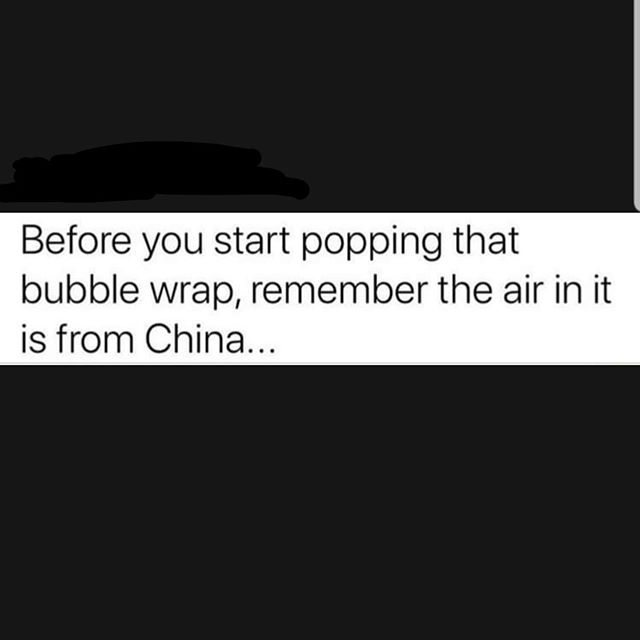 Before you start popping that
bubble wrap, remember the air in it
is from China...